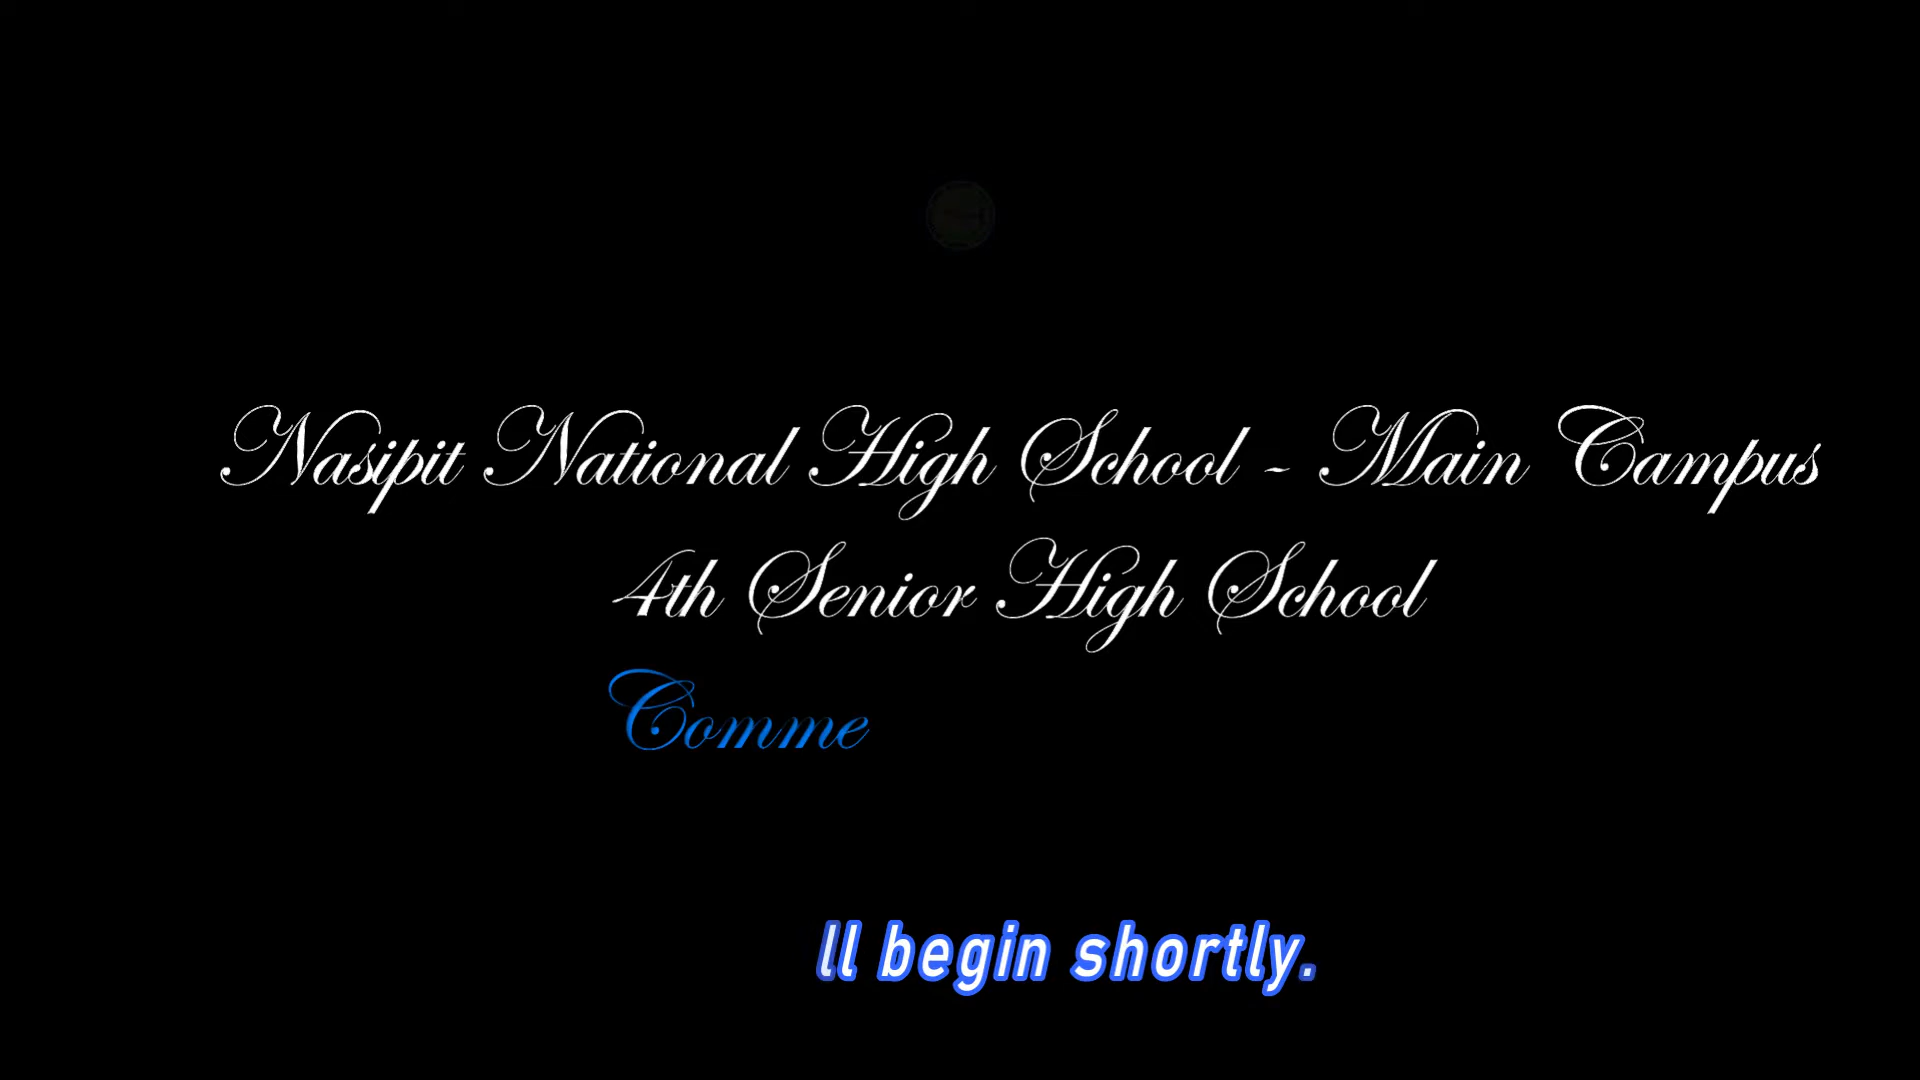 Nasipit National High School - Main Campus
4th Senior High School
Comme
ll begin shortly.